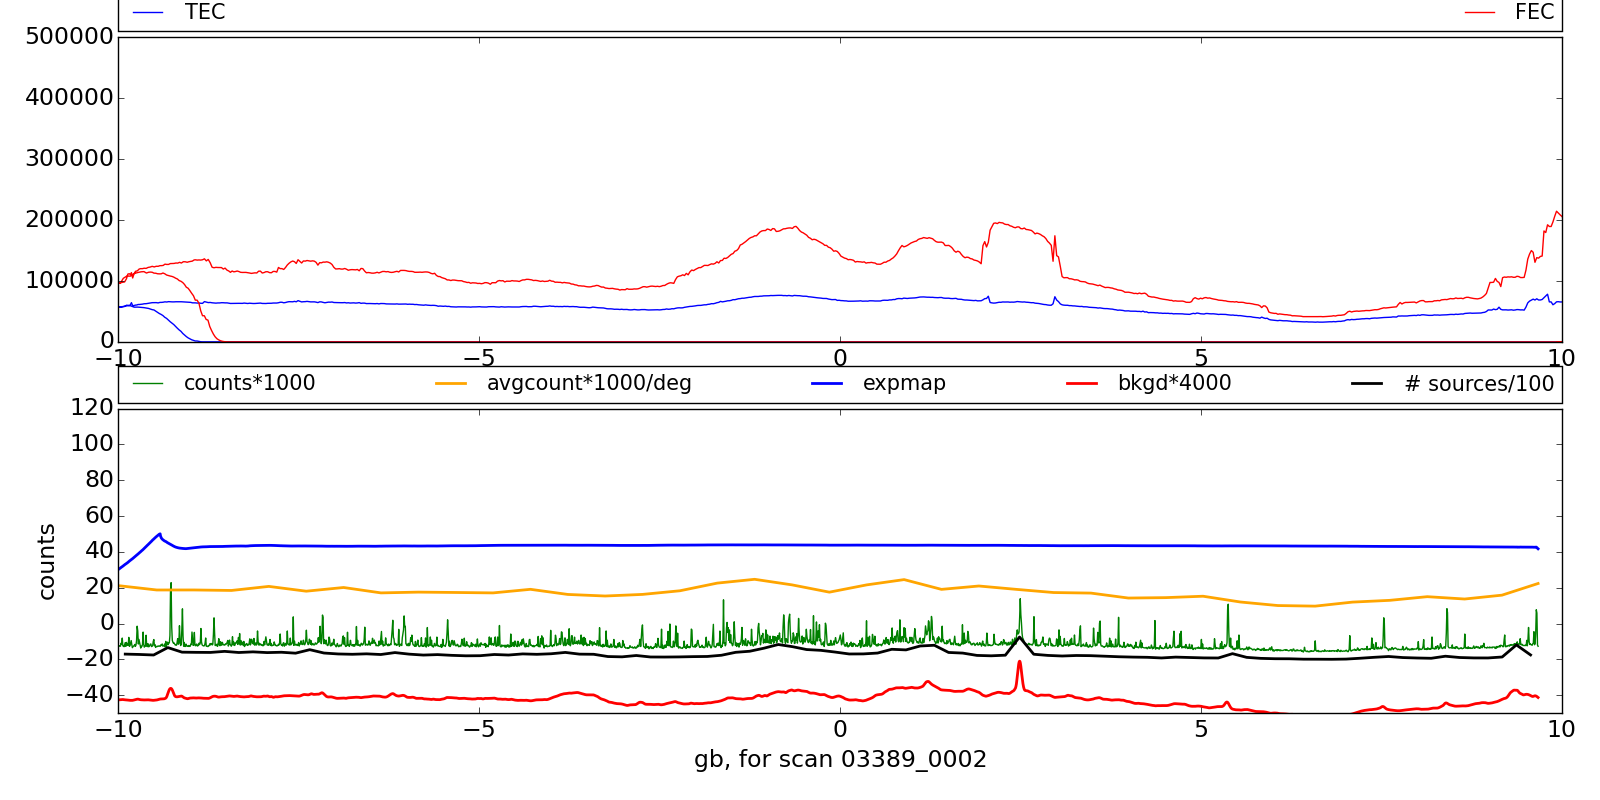 TEC FEC
500000
400000
300000
200000
100000
0
−10 −5 0 5 10
counts*1000 avgcount*1000/deg expmap bkgd*4000 # sources/100
120
100
80
60
40
20
0
−20
−40
counts
−10 −5 0 5 10
gb, for scan 03389_0002